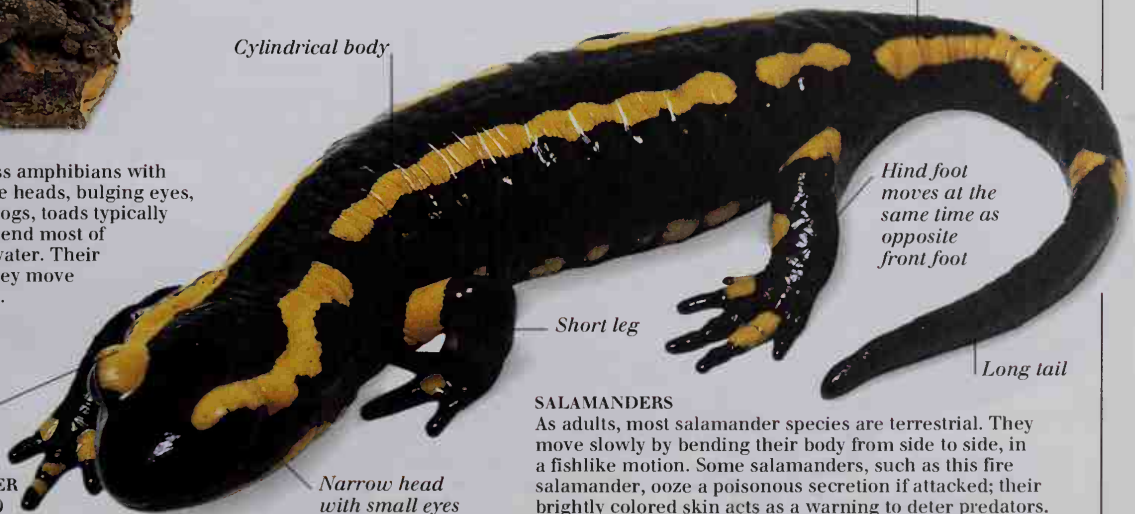 Cylindrical body
ss amphibians with
e heads, bulging eyes,
ogs, toads typically
end most of
water. Their
ey move
.
Hind foot
moves at the
same time as
opposite
front foot
Short leg
Long tail
SALAMANDERS
As adults, most salamander species are terrestrial. They
move slowly by bending their body from side to side, in
a fishlike motion. Some salamanders, such as this fire
salamander, ooze a poisonous secretion if attacked; their
brightly colored skin acts as a warning to deter predators.
Narrow head
with small eyes
ER
)